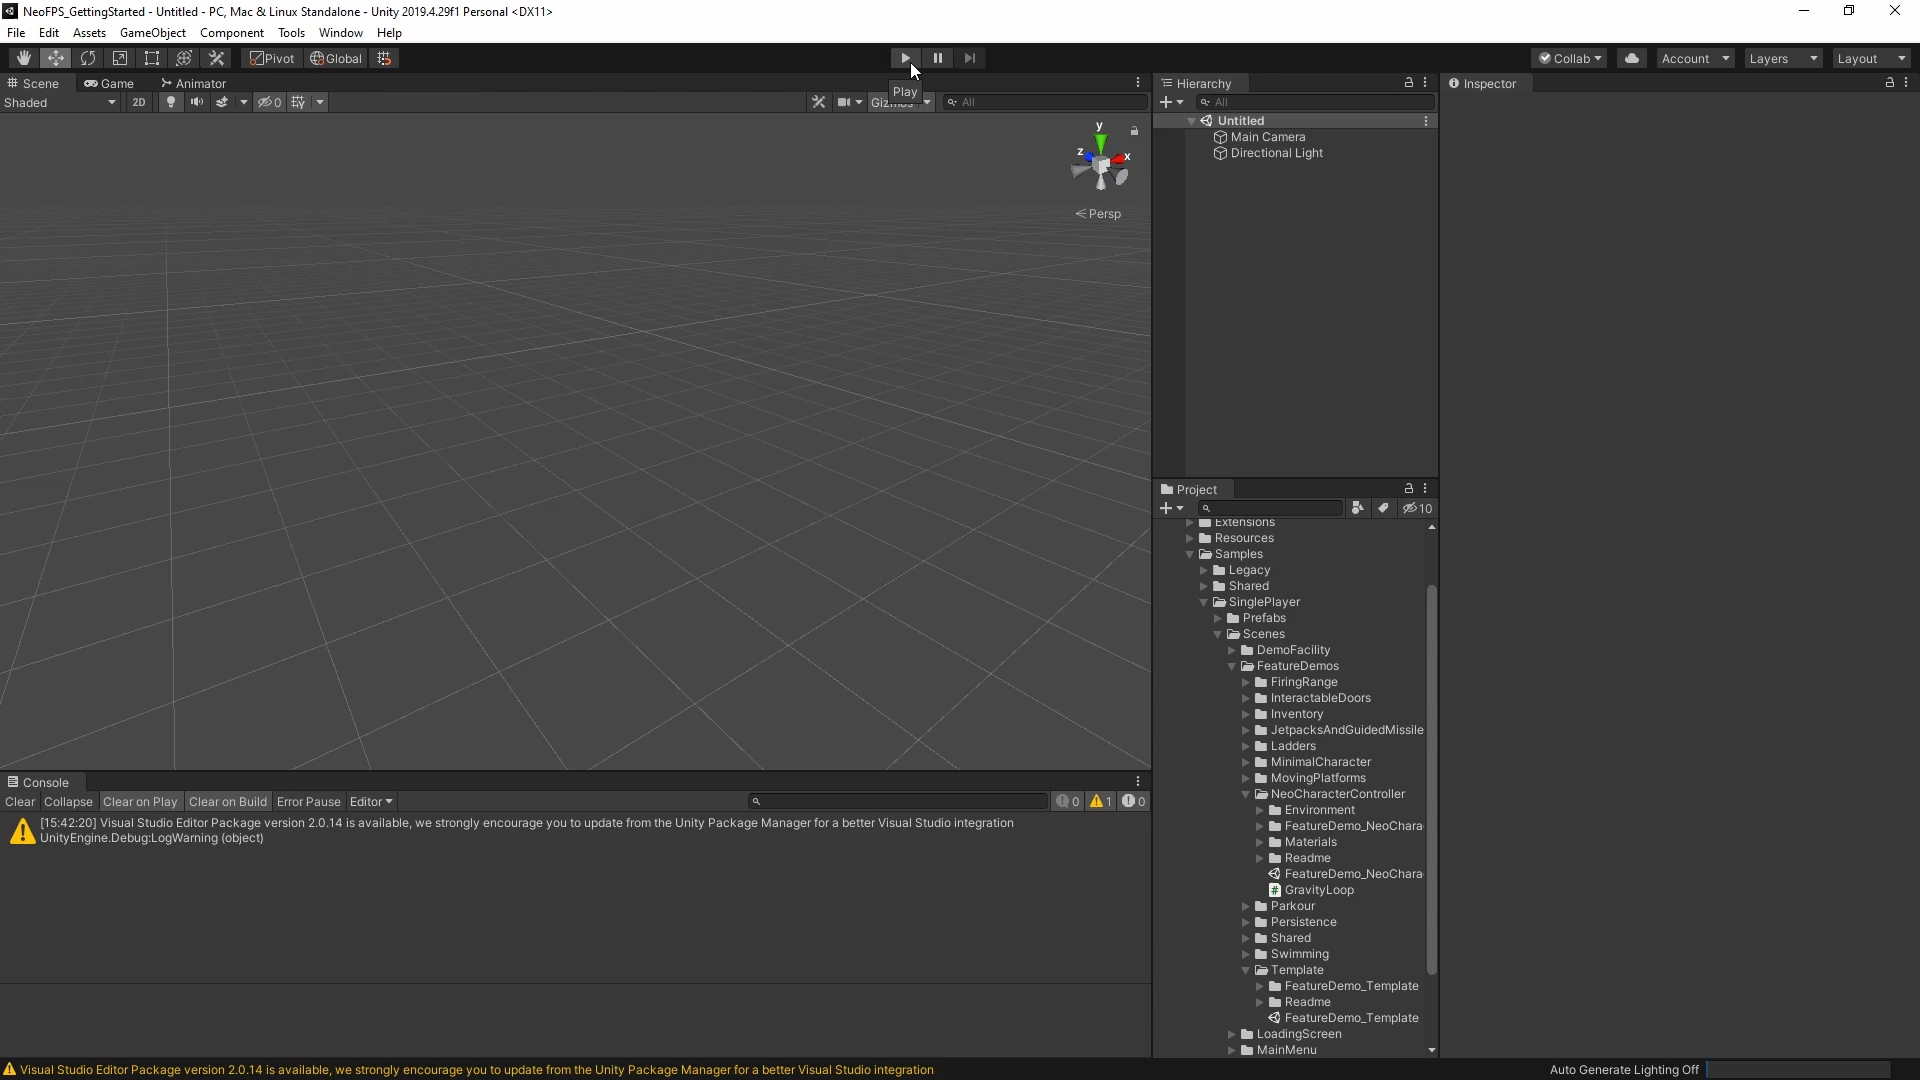 NeoFPS_GettingStarted - Untitled - PC, Mac & Linux Standalone - Unity 2019.4.29f1 Personal <DX11>
File Edit Assets GameObject Component Tools Window Help
Pivot Global Collab Account Layers Layout
Scene Game Animator
Play
Shaded 2D 0 All
y
z x
Persp
Hierarchy
All
Untitled
Main Camera
Directional Light
Inspector
Project
10
Extensions
Resources
Samples
Legacy
Shared
SinglePlayer
Prefabs
Scenes
DemoFacility
FeatureDemos
FiringRange
InteractableDoors
Inventory
JetpacksAndGuidedMissile
Ladders
MinimalCharacter
MovingPlatforms
NeoCharacterController
Environment
FeatureDemo_NeoChara
Materials
Readme
FeatureDemo_NeoChara
GravityLoop
Parkour
Persistence
Shared
Swimming
Template
FeatureDemo_Template
Readme
FeatureDemo_Template
LoadingScreen
MainMenu
Console
Clear Collapse Clear on Play Clear on Build Error Pause Editor 0 1 0
[15:42:20] Visual Studio Editor Package version 2.0.14 is available, we strongly encourage you to update from the Unity Package Manager for a better Visual Studio integration
UnityEngine.Debug:LogWarning (object)
Visual Studio Editor Package version 2.0.14 is available, we strongly encourage you to update from the Unity Package Manager for a better Visual Studio integration
Auto Generate Lighting Off